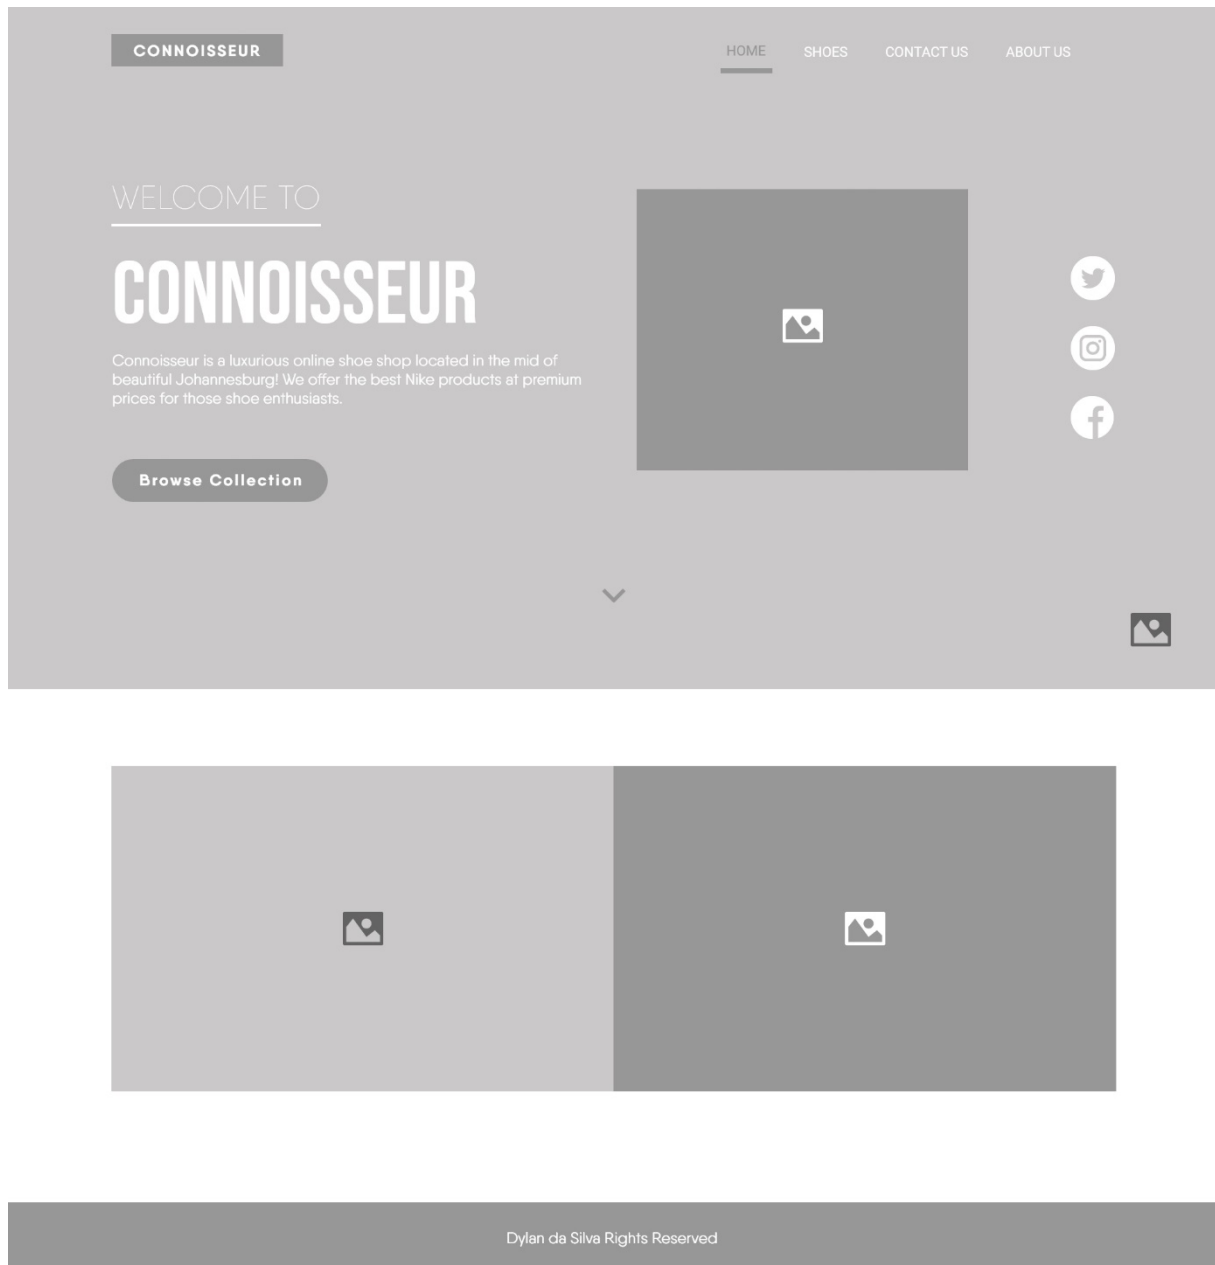 CONNOISSEUR
HOME SHOES CONTACT US ABOUT US
WELCOME TO
CONNOISSEUR
Connoisseur is a luxurious online shoe shop located in the mid of
beautiful Johannesburg! We offer the best Nike products at premium
prices for those shoe enthusiasts.
Browse Collection
Dylan da Silva Rights Reserved